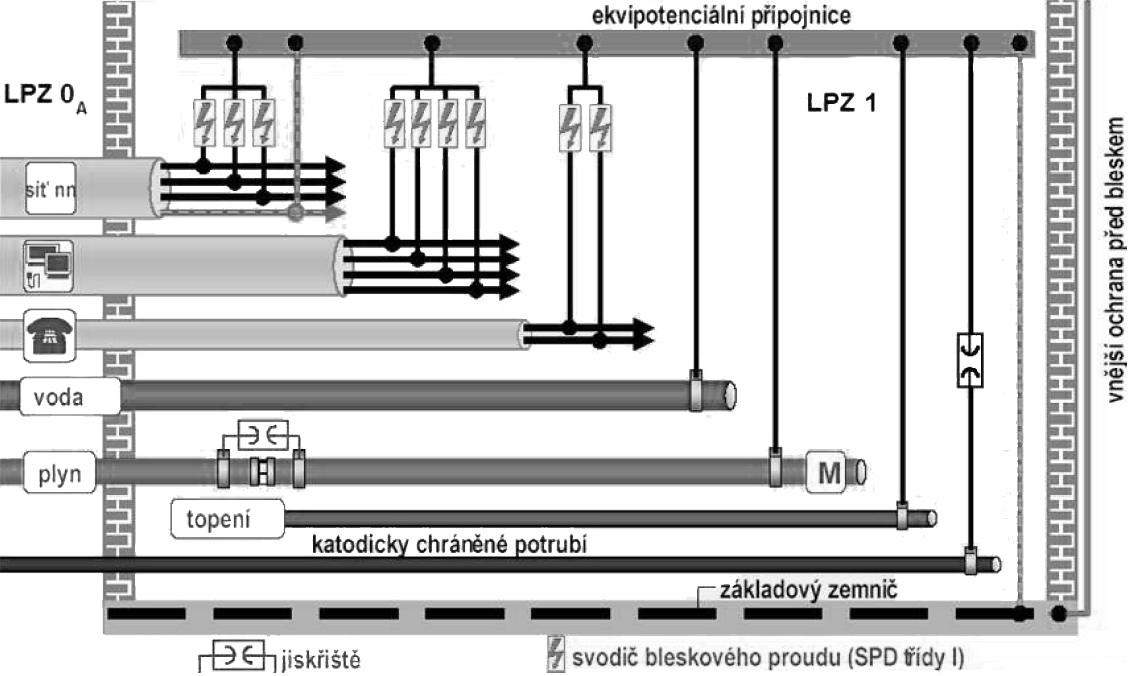 ekvipotenciální přípojnice
LPZ 0A
LPZ 1
síť nn
voda
plyn
M
topení
katodicky chráněné potrubí
základový zemnič
vnější ochrana před bleskem
jiskřiště
svodič bleskového proudu (SPD třídy I)